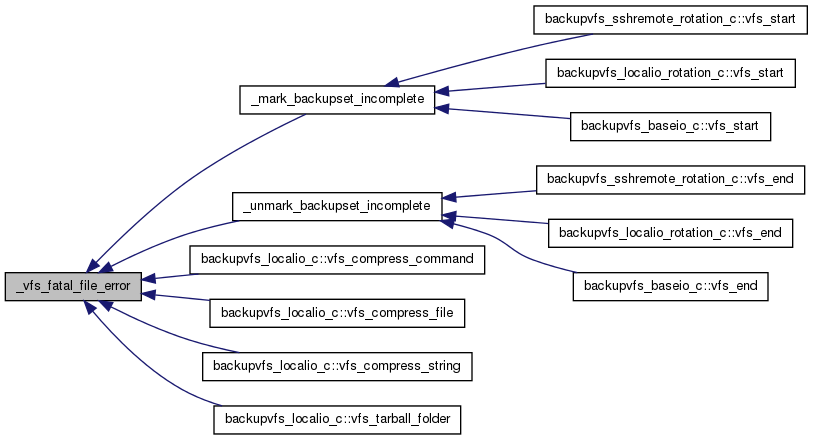 backupvfs_sshremote_rotation_c::vfs_start
backupvfs_localio_rotation_c::vfs_start
_mark_backupset_incomplete
backupvfs_baseio_c::vfs_start
backupvfs_sshremote_rotation_c::vfs_end
_unmark_backupset_incomplete
backupvfs_localio_rotation_c::vfs_end
backupvfs_localio_c::vfs_compress_command
_vfs_fatal_file_error
backupvfs_baseio_c::vfs_end
backupvfs_localio_c::vfs_compress_file
backupvfs_localio_c::vfs_compress_string
backupvfs_localio_c::vfs_tarball_folder